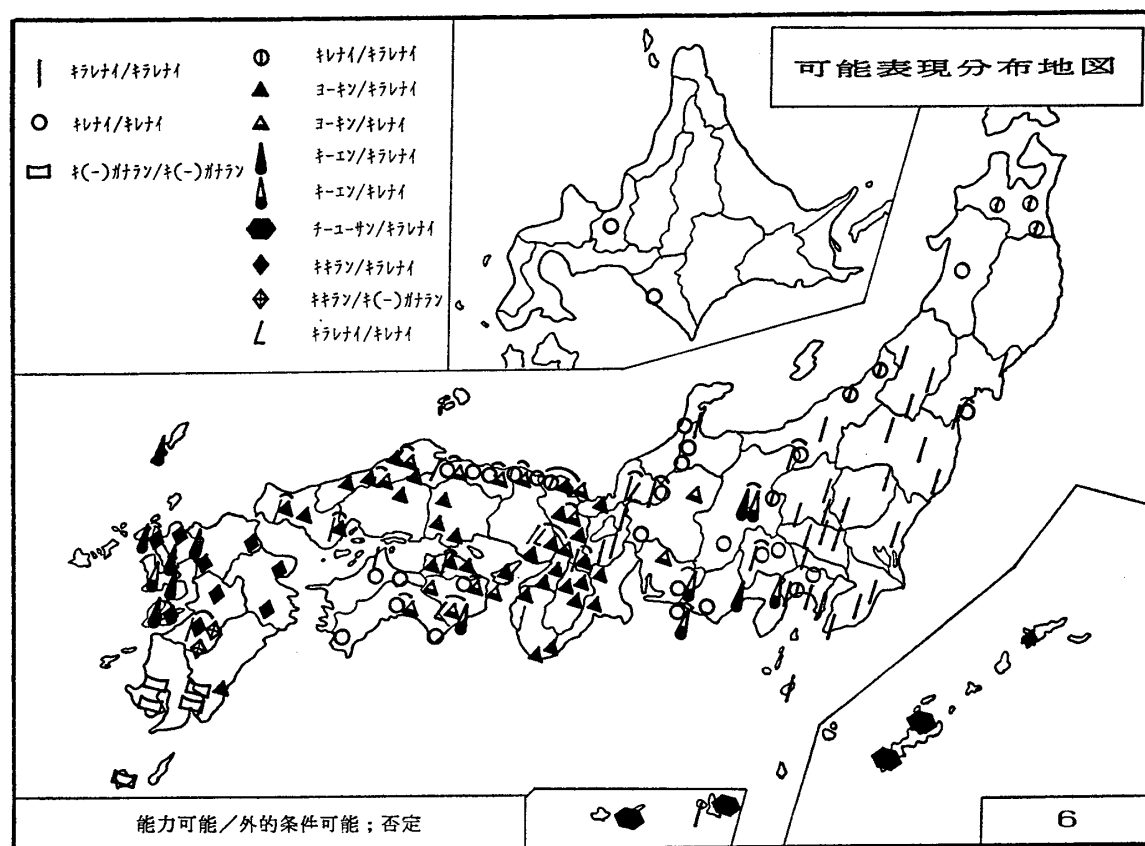 可能表現分布地図
キラレナイ/キラレナイ
キレナイ/キレナイ
キ(-)ガナラン/キ(-)ガナラン
キレナイ/キラレナイ
ヨーキン/キラレナイ
ヨーキン/キレナイ
キーエン/キラレナイ
キーエン/キレナイ
チーユーサン/キラレナイ
キキラン/キラレナイ
キキラン/キ(-)ガナラン
キラレナイ/キレナイ
能力可能/外的条件可能;否定
6